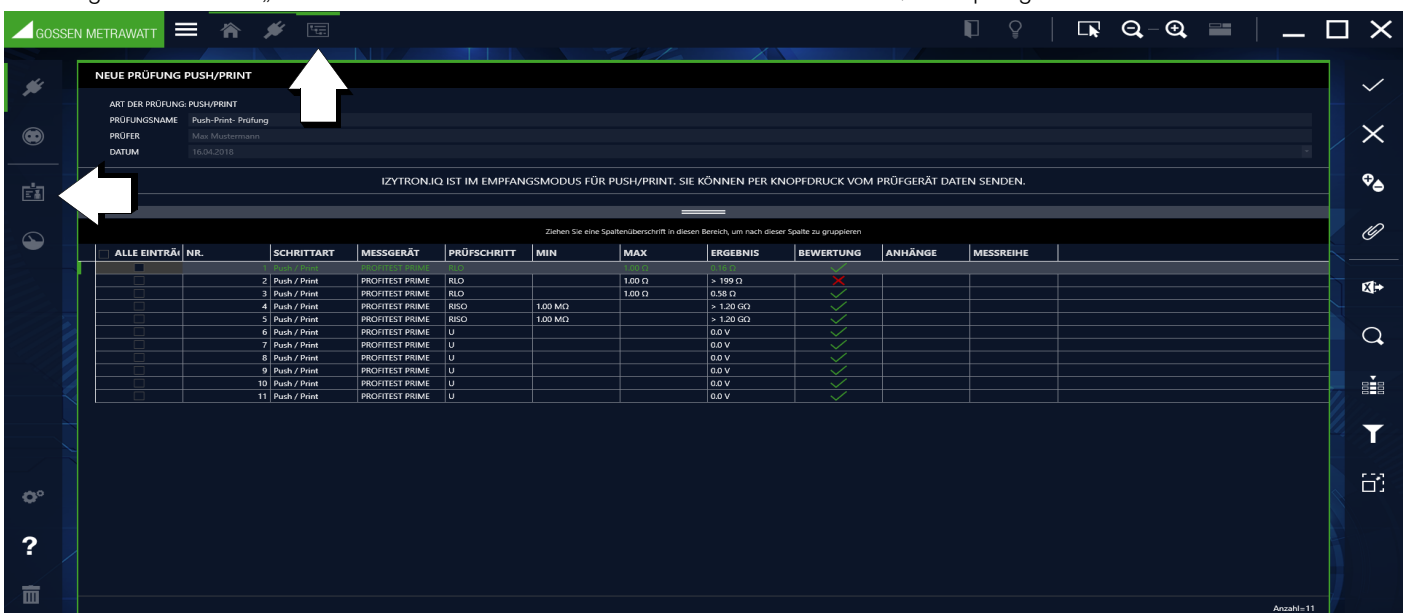 GOSSEN METRAWATT
NEUE PRÜFUNG PUSH/PRINT
ART DER PRÜFUNG: PUSH/PRINT
PRÜFUNGSNAME Push-Print- Prüfung
PRÜFER Max Mustermann
DATUM 16.04.2018
IZYTRON.IQ IST IM EMPFANGSMODUS FÜR PUSH/PRINT. SIE KÖNNEN PER KNOPFDRUCK VOM PRÜFGERÄT DATEN SENDEN.
Ziehen Sie eine Spaltenüberschrift in diesen Bereich, um nach dieser Spalte zu gruppieren
ALLE EINTRÄ NR. SCHRITTART MESSGERÄT PRÜFSCHRITT MIN MAX ERGEBNIS BEWERTUNG ANHÄNGE MESSREIHE
1 Push / Print PROFITEST PRIME RLO 1.00 Ω 0.16 Ω
2 Push / Print PROFITEST PRIME RLO 1.00 Ω > 199 Ω
3 Push / Print PROFITEST PRIME RLO 1.00 Ω 0.58 Ω
4 Push / Print PROFITEST PRIME RISO 1.00 MΩ > 1.20 GΩ
5 Push / Print PROFITEST PRIME RISO 1.00 MΩ > 1.20 GΩ
6 Push / Print PROFITEST PRIME U 0.0 V
7 Push / Print PROFITEST PRIME U 0.0 V
8 Push / Print PROFITEST PRIME U 0.0 V
9 Push / Print PROFITEST PRIME U 0.0 V
10 Push / Print PROFITEST PRIME U 0.0 V
11 Push / Print PROFITEST PRIME U 0.0 V
?
Anzahl=11